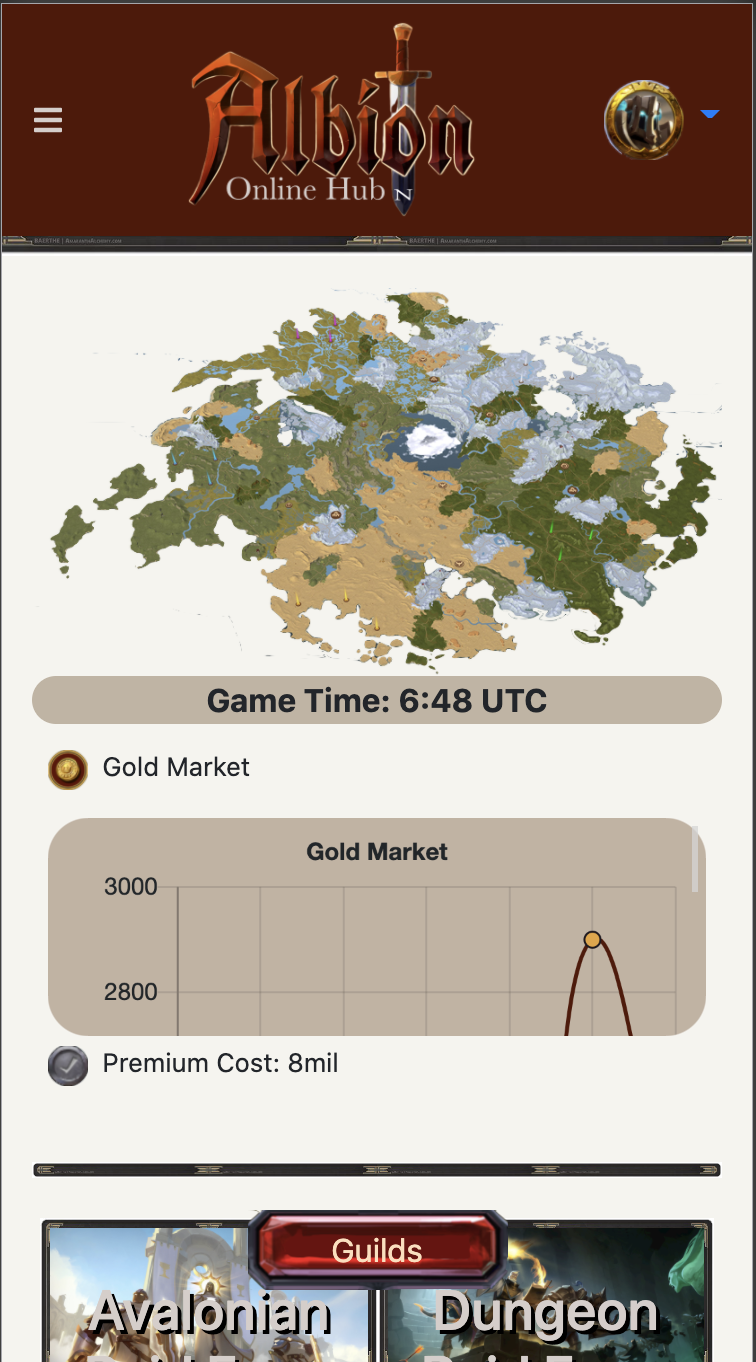 Albion
Online Hub N
Game Time: 6:48 UTC
Gold Market
Gold Market
3000
2800
Premium Cost: 8mil
Guilds
Avalonian
Dungeon